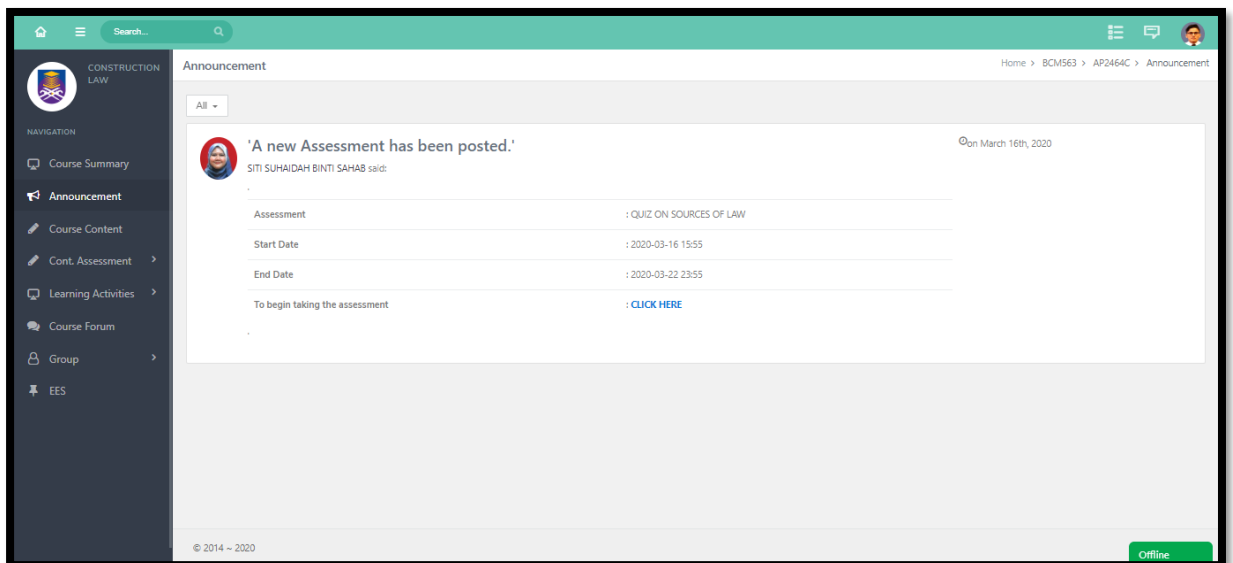 Search...
CONSTRUCTION
LAW
NAVIGATION
Course Summary
Announcement
Course Content
Cont. Assessment
Learning Activities
Course Forum
Group
EES
Announcement
Home > BCM563 > AP2464C > Announcement
All
'A new Assessment has been posted.'
on March 16th, 2020
SITI SUHAIDAH BINTI SAHAB said:
.
Assessment : QUIZ ON SOURCES OF LAW
Start Date : 2020-03-16 15:55
End Date : 2020-03-22 23:55
To begin taking the assessment : CLICK HERE
.
© 2014 ~ 2020
Offline